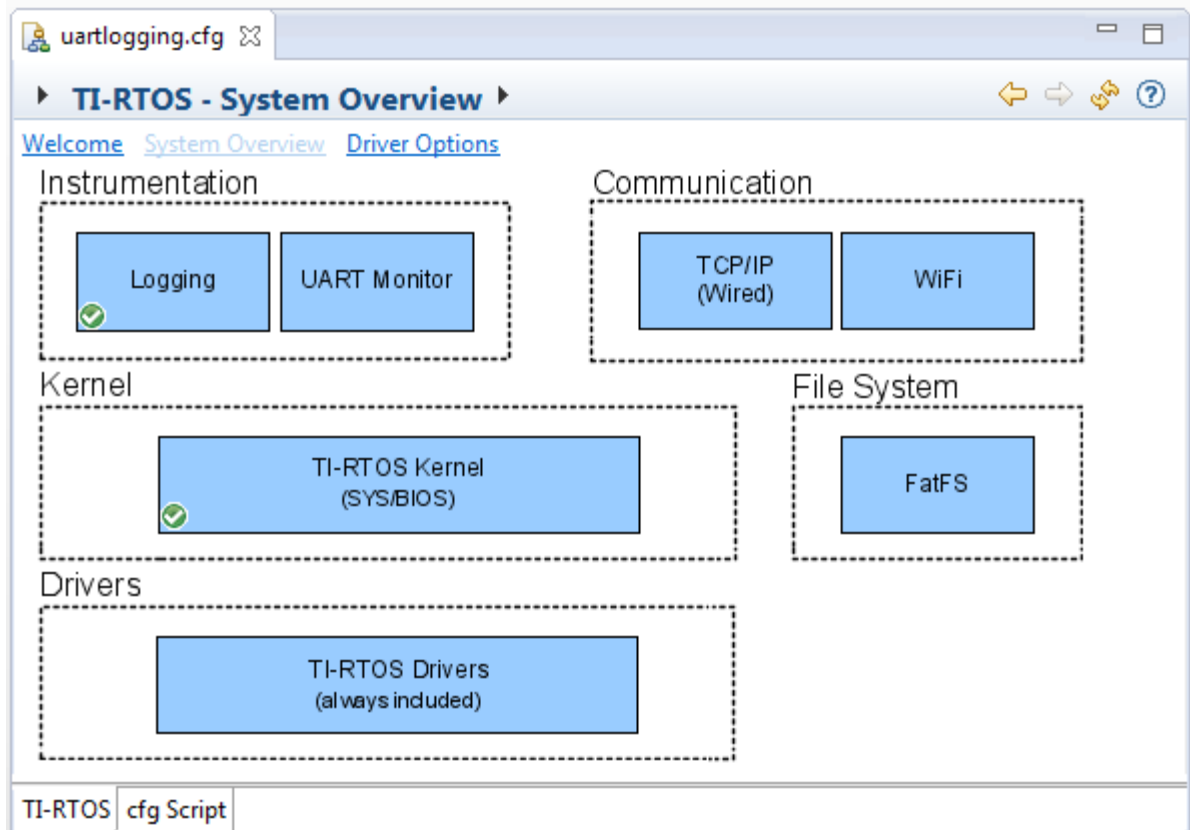 uartlogging.cfg
TI-RTOS - System Overview
Welcome System Overview Driver Options
Instrumentation
Logging
UART Monitor
Communication
TCP/IP
(Wired)
WiFi
Kernel
TI-RTOS Kernel
(SYS/BIOS)
File System
FatFS
Drivers
TI-RTOS Drivers
(always included)
TI-RTOS cfg Script